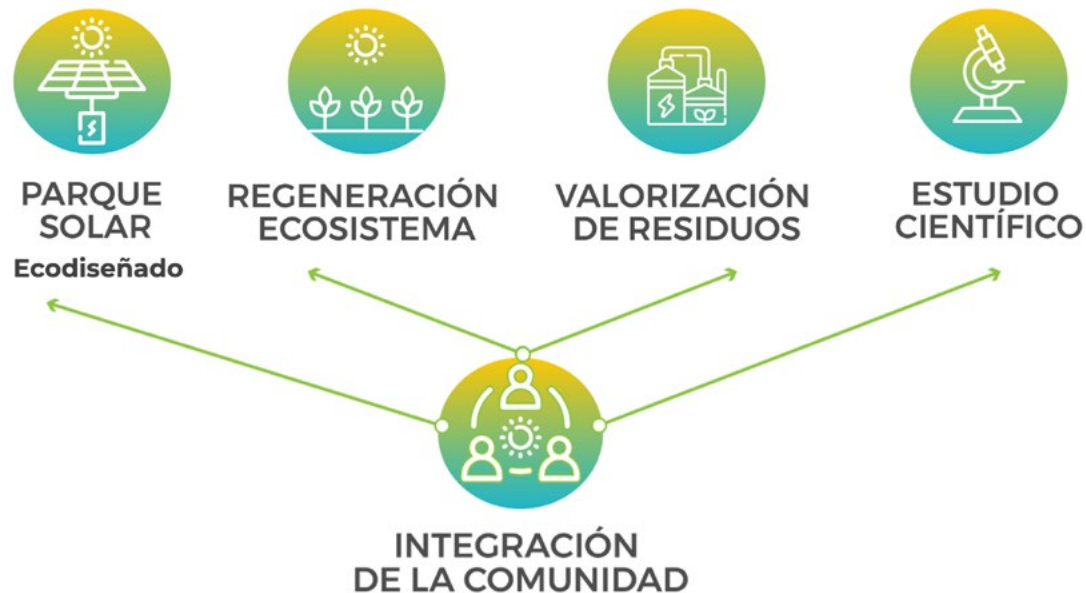 PARQUE
SOLAR
Ecodiseñado
REGENERACIÓN
ECOSISTEMA
VALORIZACIÓN
DE RESIDUOS
ESTUDIO
CIENTÍFICO
INTEGRACIÓN
DE LA COMUNIDAD